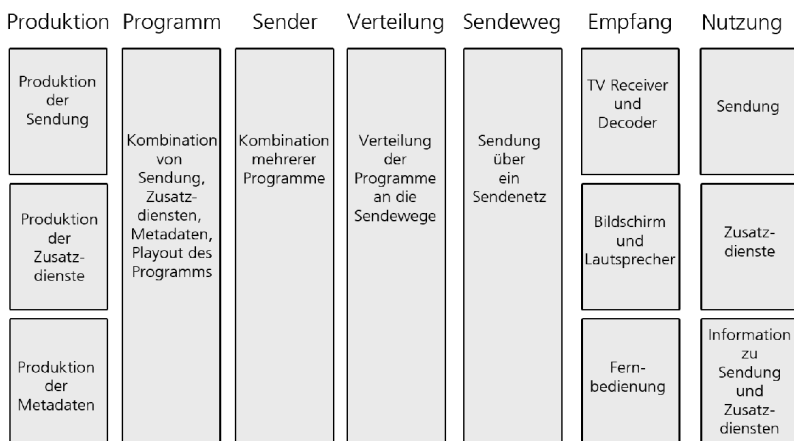 Produktion Programm Sender Verteilung Sendeweg Empfang Nutzung
Produktion
der
Sendung
Produktion
der
Zusatz-
dienste
Produktion
der
Metadaten
Kombination
von
Sendung,
Zusatz-
diensten,
Metadaten,
Playout des
Programms
Kombination
mehrerer
Programme
Verteilung
der
Programme
an die
Sendewege
Sendung
über
ein
Sendenetz
TV Receiver
und
Decoder
Bildschirm
und
Lautsprecher
Fern-
bedienung
Sendung
Zusatz-
dienste
Information
zu
Sendung
und
Zusatz-
diensten